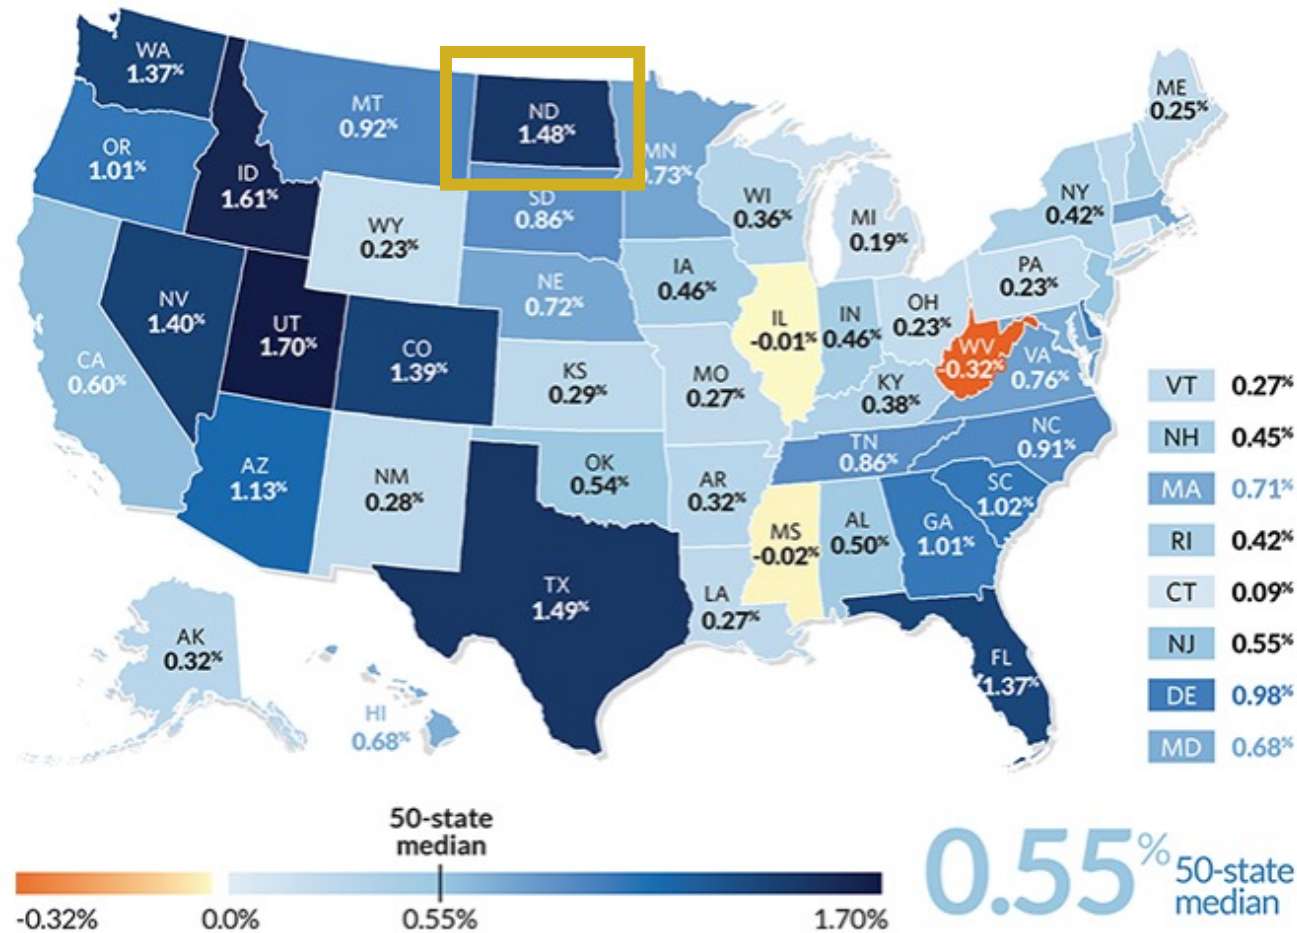 WA
1.37%
MT
0.92%
ND
1.48%
ME
0.25%
OR
1.01%
ID
1.61%
MN
0.73%
WI
0.36%
MI
0.19%
NY
0.42%
WY
0.23%
SD
0.86%
IA
0.46%
PA
0.23%
NV
1.40%
UT
1.70%
CO
1.39%
NE
0.72%
IL
-0.01%
IN
0.46%
OH
0.23%
WV
-0.32%
VA
0.76%
CA
0.60%
KS
0.29%
MO
0.27%
KY
0.38%
VT 0.27%
NH 0.45%
MA 0.71%
RI 0.42%
CT 0.09%
NJ 0.55%
DE 0.98%
MD 0.68%
AZ
1.13%
NM
0.28%
OK
0.54%
AR
0.32%
TN
0.86%
NC
0.91%
SC
1.02%
MS
-0.02%
AL
0.50%
GA
1.01%
TX
1.49%
LA
0.27%
FL
1.37%
AK
0.32%
HI
0.68%
50-state
median
-0.32% 0.0% 0.55% 1.70%
0.55% 50-state
median